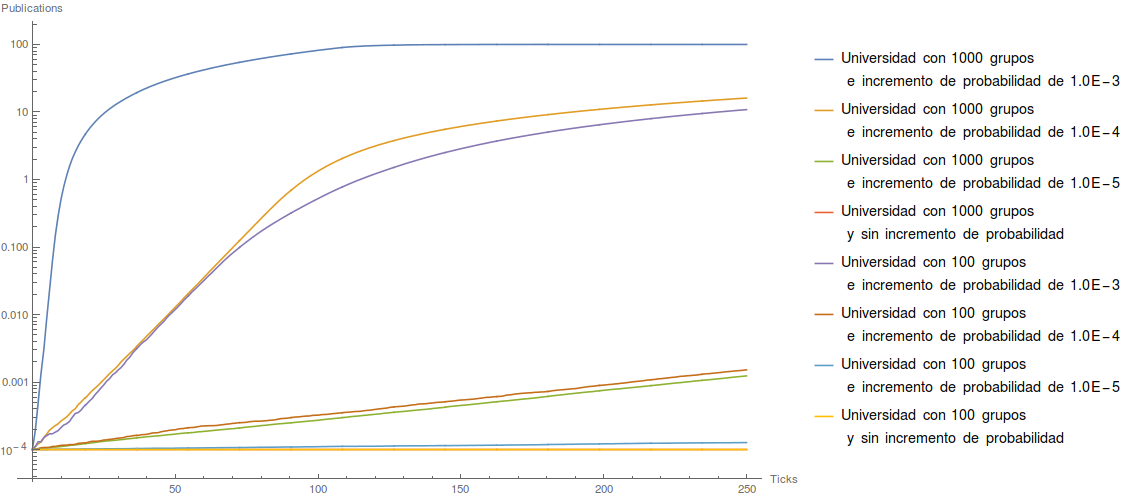 Publications
100
10
1
0.100
0.010
0.001
10⁻⁴
50
100
150
200
250
Ticks
Universidad con 1000 grupos
e incremento de probabilidad de 1.0E−3
Universidad con 1000 grupos
e incremento de probabilidad de 1.0E−4
Universidad con 1000 grupos
e incremento de probabilidad de 1.0E−5
Universidad con 1000 grupos
y sin incremento de probabilidad
Universidad con 100 grupos
e incremento de probabilidad de 1.0E−3
Universidad con 100 grupos
e incremento de probabilidad de 1.0E−4
Universidad con 100 grupos
e incremento de probabilidad de 1.0E−5
Universidad con 100 grupos
y sin incremento de probabilidad